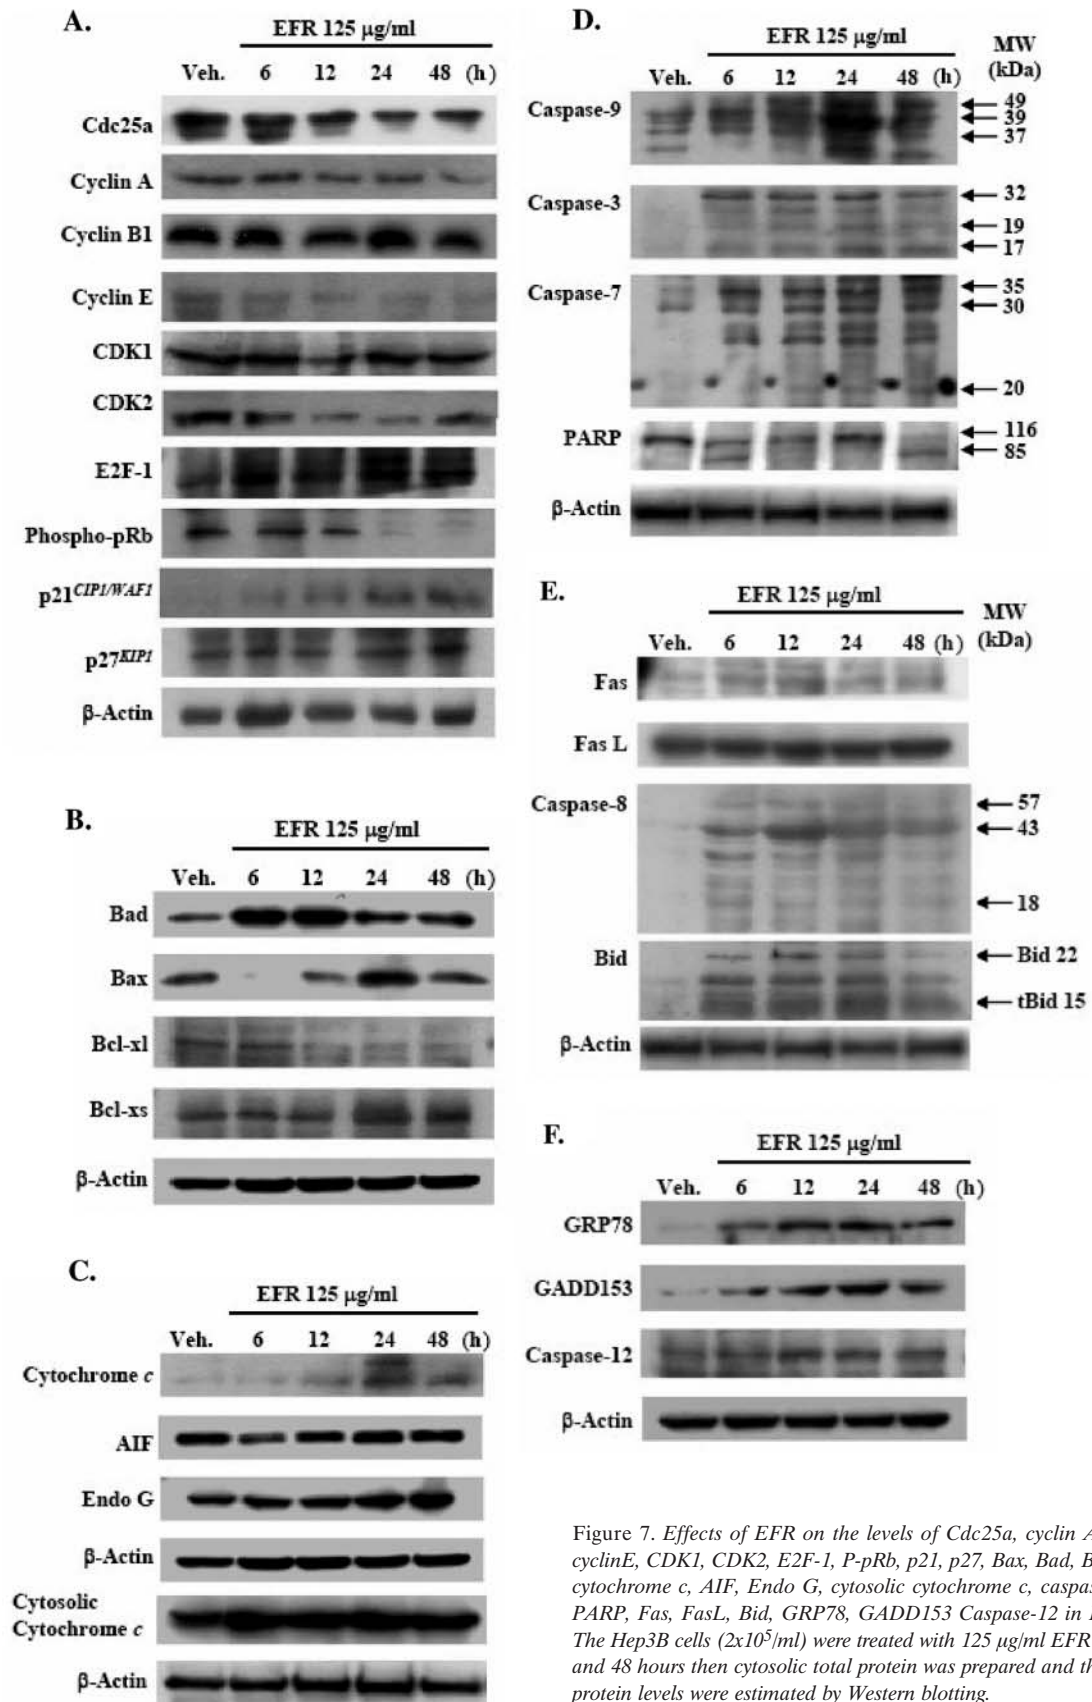 A.
EFR 125 μg/ml
Veh. 6 12 24 48 (h)
Cdc25a
Cyclin A
Cyclin B1
Cyclin E
CDK1
CDK2
E2F-1
Phospho-pRb
p21CIP1/WAF1
p27KIP1
β-Actin
B.
EFR 125 μg/ml
Veh. 6 12 24 48 (h)
Bad
Bax
Bcl-xl
Bcl-xs
β-Actin
C.
EFR 125 μg/ml
Veh. 6 12 24 48 (h)
Cytochrome c
AIF
Endo G
β-Actin
Cytosolic
Cytochrome c
β-Actin
D.
EFR 125 μg/ml
MW
(kDa)
Veh. 6 12 24 48 (h)
Caspase-9
49
39
37
Caspase-3
32
19
17
Caspase-7
35
30
20
PARP
116
85
β-Actin
E.
EFR 125 μg/ml
MW
(kDa)
Veh. 6 12 24 48 (h)
Fas
Fas L
Caspase-8
57
43
18
Bid
Bid 22
tBid 15
β-Actin
F.
EFR 125 μg/ml
Veh. 6 12 24 48 (h)
GRP78
GADD153
Caspase-12
β-Actin
Figure 7. Effects of EFR on the levels of Cdc25a, cyclin
cyclinE, CDK1, CDK2, E2F-1, P-pRb, p21, p27, Bax, Bad,
cytochrome c, AIF, Endo G, cytosolic cytochrome c,
PARP, Fas, FasL, Bid, GRP78, GADD153 Caspase-12 in
The Hep3B cells (2x10⁵/ml) were treated with 125 μg/ml EFR
and 48 hours then cytosolic total protein was prepared and
protein levels were estimated by Western blotting.